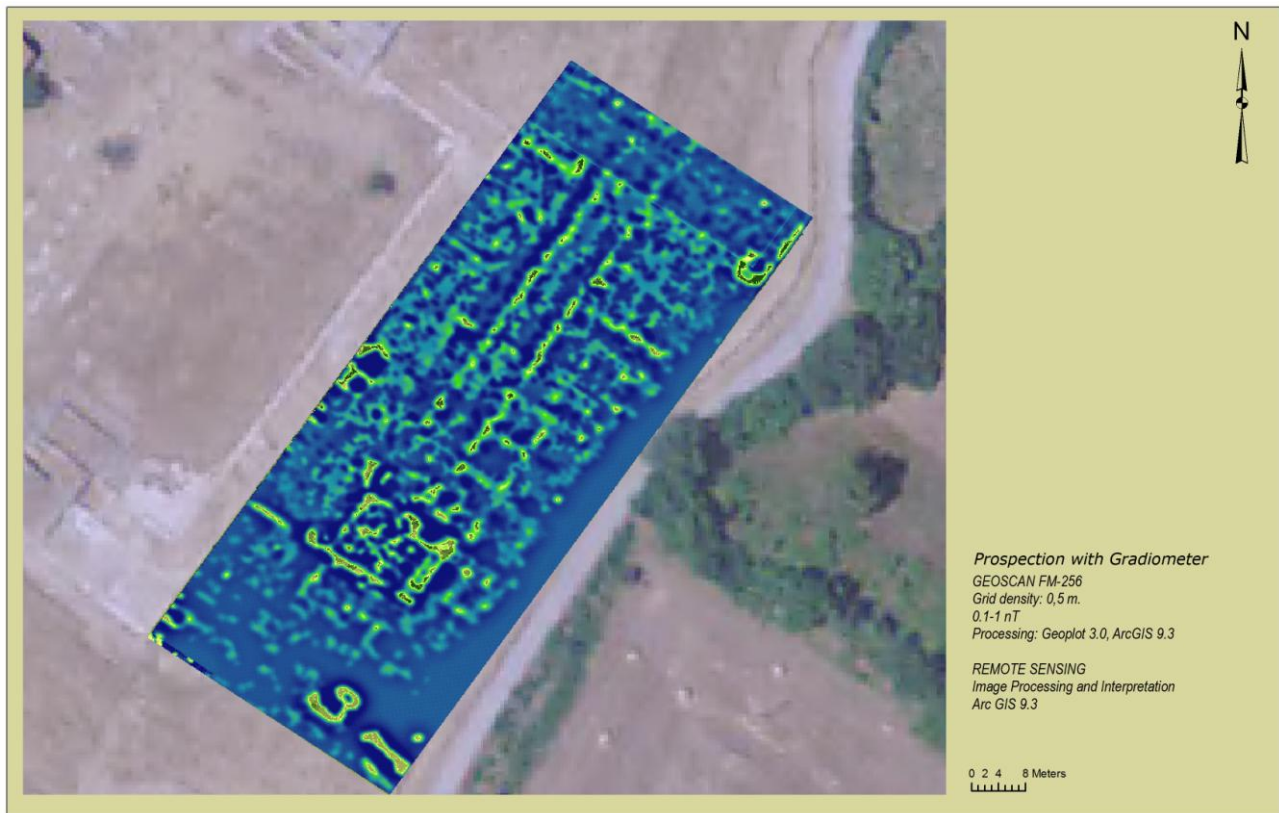 N
Prospection with Gradiometer
GEOSCAN FM-256
Grid density: 0,5 m.
0.1-1 nT
Processing: Geoplot 3.0, ArcGIS 9.3
REMOTE SENSING
Image Processing and Interpretation
Arc GIS 9.3
0 2 4 8 Meters